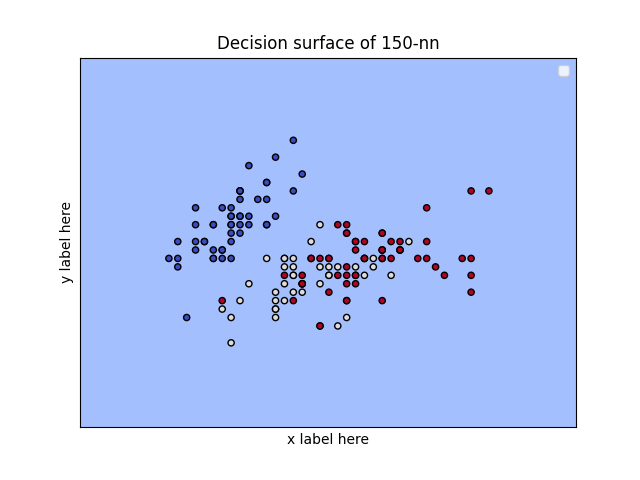 Decision surface of 150-nn
y label here
x label here